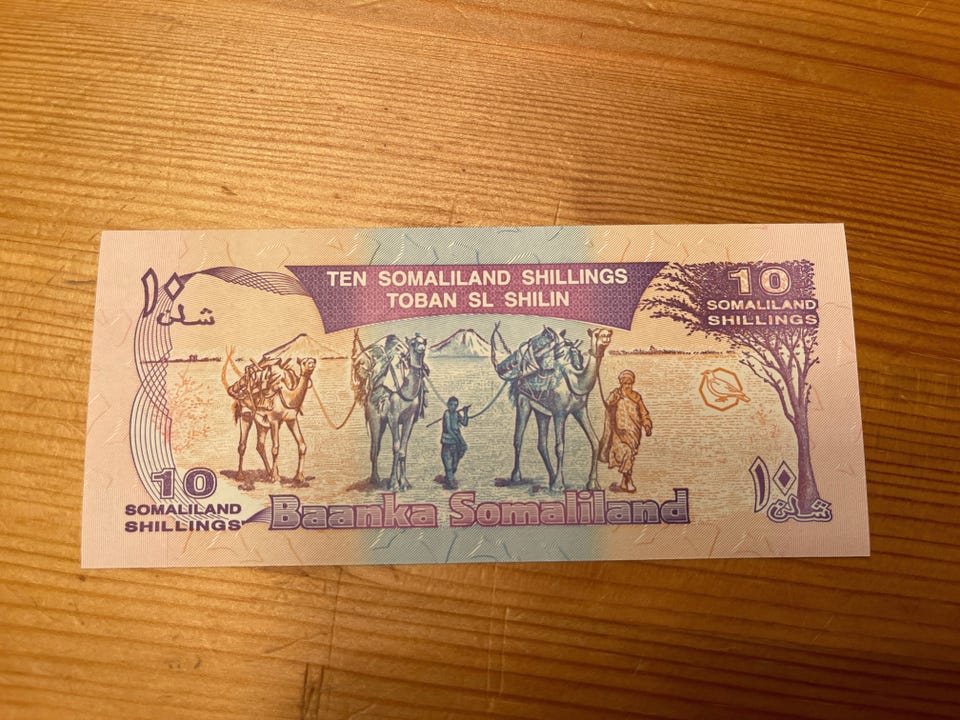 ١٠
شلن
TEN SOMALILAND SHILLINGS
TOBAN SL SHILIN
10
SOMALILAND
SHILLINGS
10
SOMALILAND
SHILLINGS
Baanka Somaliland
١٠
شلن